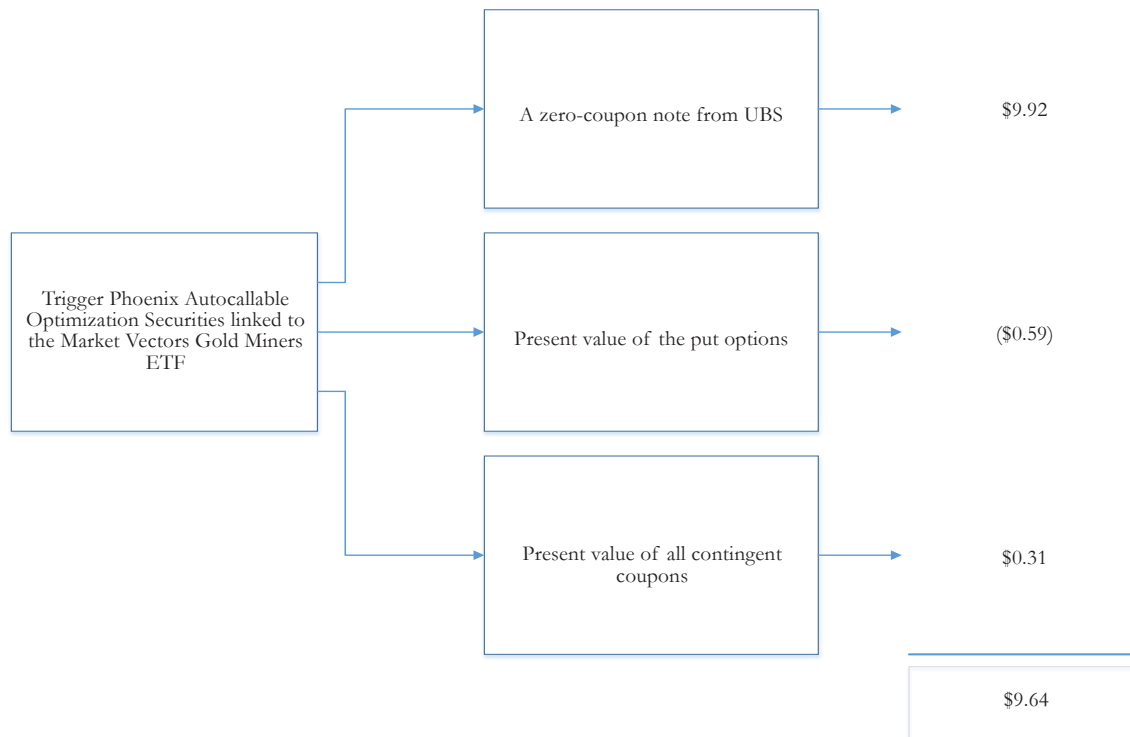 A zero-coupon note from UBS
$9.92
Trigger Phoenix Autocallable
Optimization Securities linked to
the Market Vectors Gold Miners
ETF
Present value of the put options
($0.59)
Present value of all contingent
coupons
$0.31
$9.64